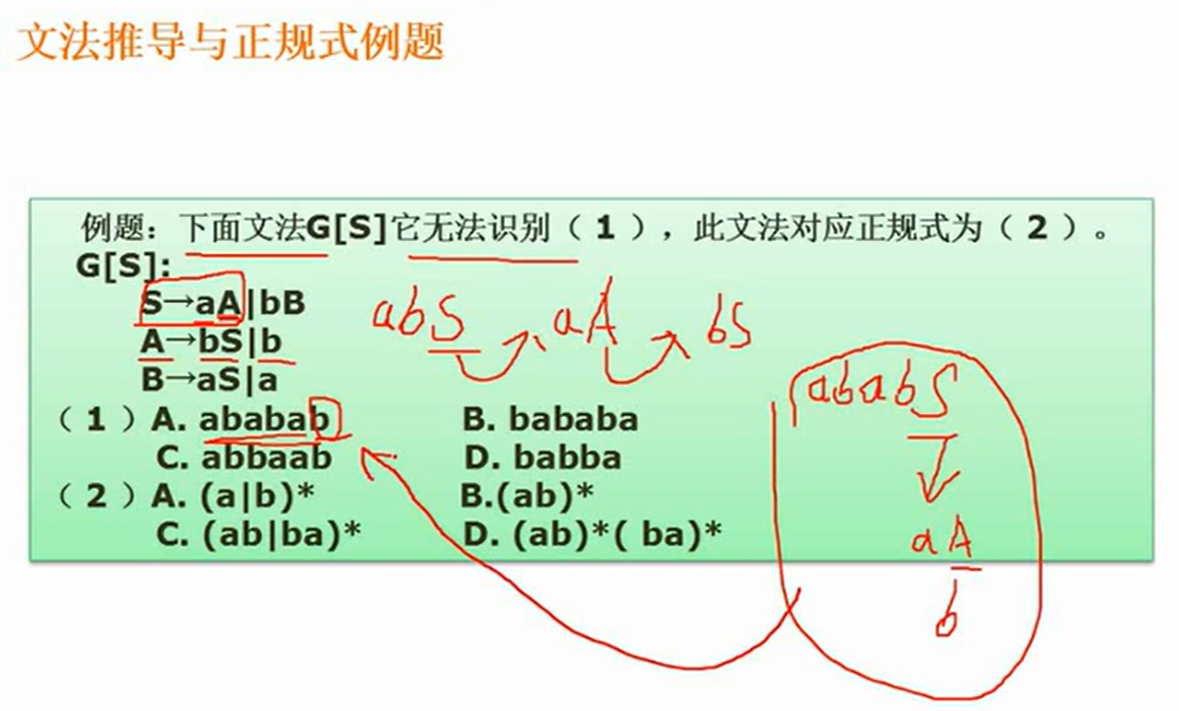 文法推导与正规式例题
例题：下面文法G[S]它无法识别（1），此文法对应正规式为（2）。
G[S]:
S→aA|bB
A→bS|b
B→aS|a
（1）A. ababab B. bababa
C. abbaab D. babba
（2）A. (a|b)* B.(ab)*
C. (ab|ba)* D. (ab)*( ba)*
abS aA bS
ababS
aA
b